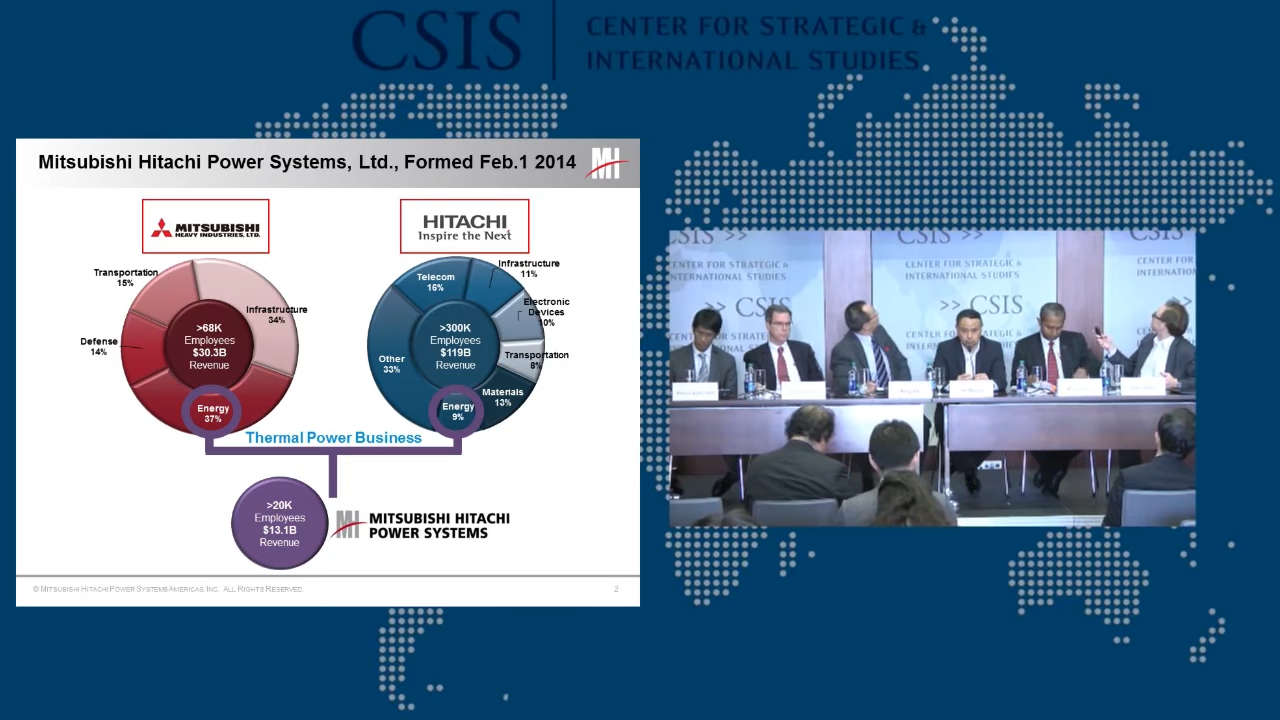 CSIS
CENTER FOR STRATEGIC &
INTERNATIONAL STUDIES
Mitsubishi Hitachi Power Systems, Ltd., Formed Feb.1 2014
MITSUBISHI
HEAVY INDUSTRIES, LTD.
HITACHI
Inspire the Next
Transportation
15%
Infrastructure
34%
Defense
14%
>68K
Employees
$30.3B
Revenue
Energy
37%
Telecom
16%
Infrastructure
11%
Electronic
Devices
10%
Transportation
8%
Materials
13%
Other
33%
>300K
Employees
$119B
Revenue
Energy
9%
Thermal Power Business
>20K
Employees
$13.1B
Revenue
MITSUBISHI HITACHI
POWER SYSTEMS
© MITSUBISHI HITACHI POWER SYSTEMS AMERICAS, INC. ALL RIGHTS RESERVED.
2
CSIS >>
CENTER FOR STRATEGIC &
INTERNATIONAL STUDIES
>> CSIS